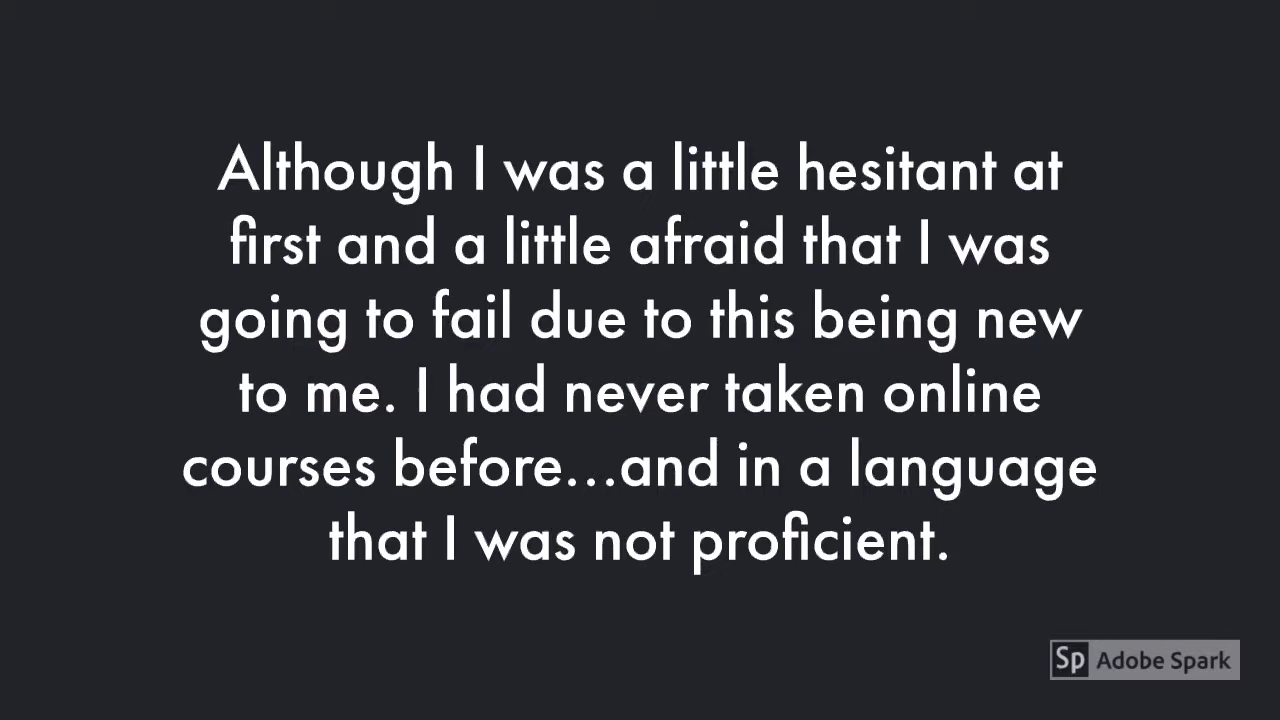 Although I was a little hesitant at
first and a little afraid that I was
going to fail due to this being new
to me. I had never taken online
courses before...and in a language
that I was not proficient.
Sp Adobe Spark